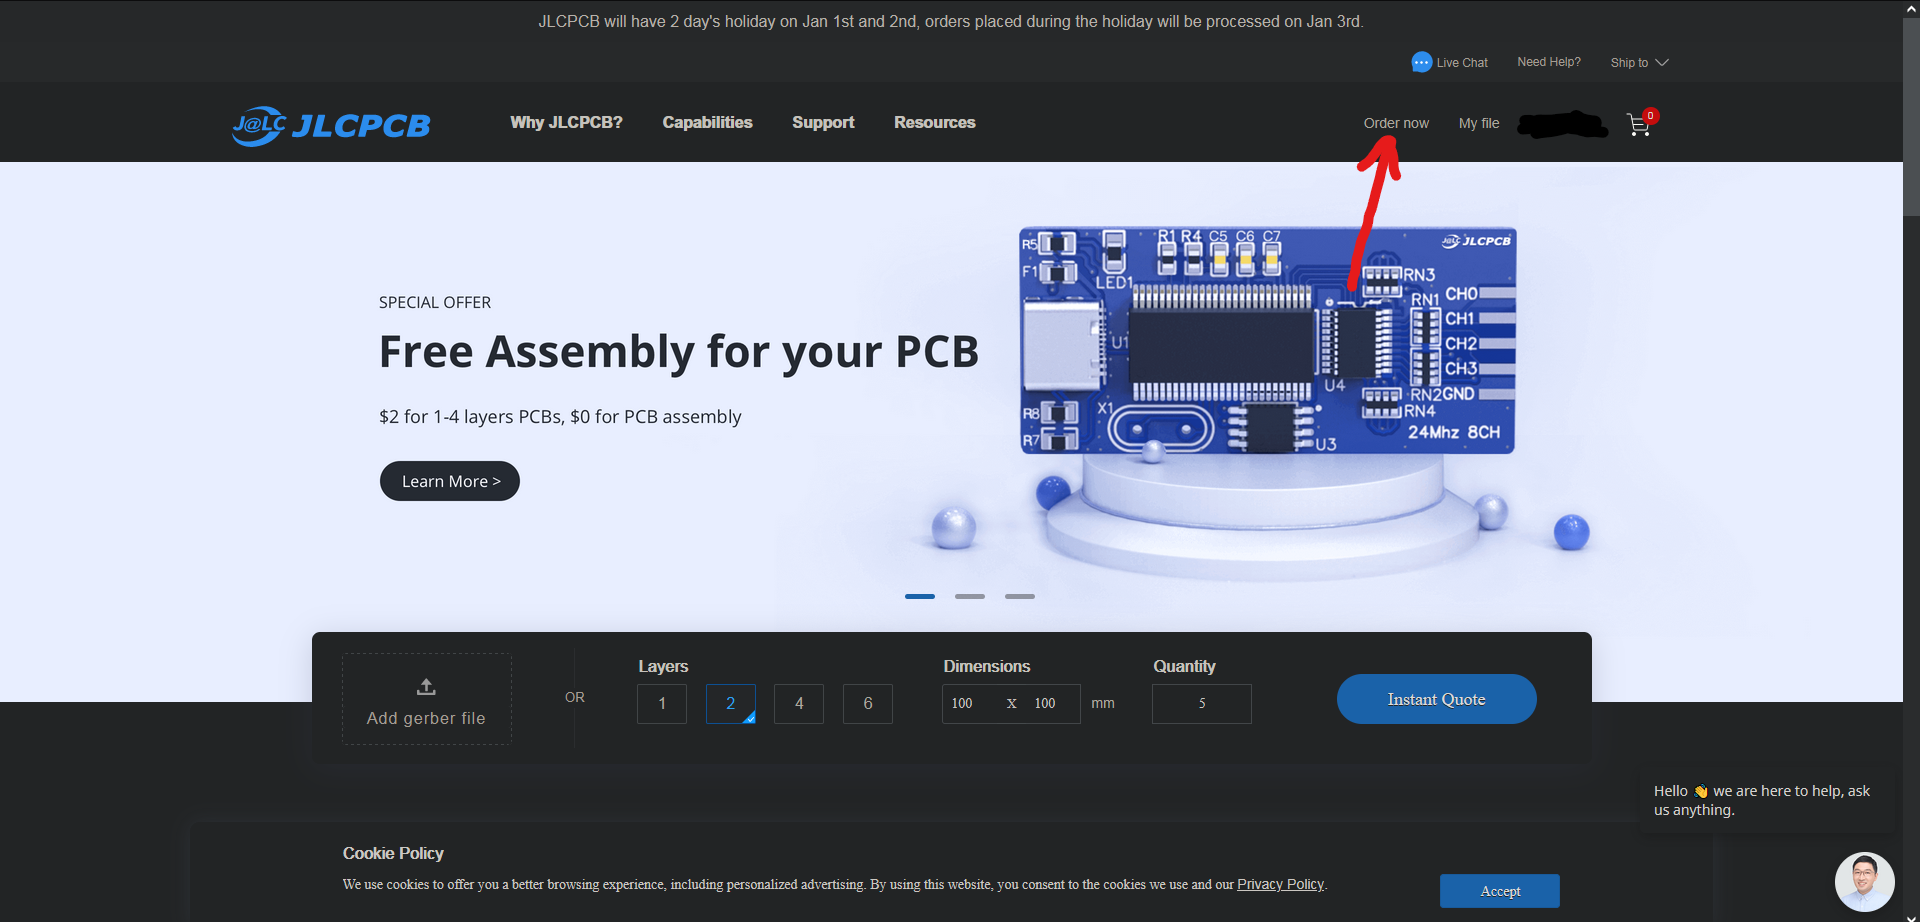 JLCPCB will have 2 day's holiday on Jan 1st and 2nd, orders placed during the holiday will be processed on Jan 3rd.
Live Chat
Need Help?
Ship to
J@LC JLCPCB
Why JLCPCB?
Capabilities
Support
Resources
Order now
My file
0
SPECIAL OFFER
Free Assembly for your PCB
$2 for 1-4 layers PCBs, $0 for PCB assembly
Learn More >
R5
F1
LED1
R1 R4 C5 C6 C7
J@LC JLCPCB
RN3
RN1
CH0
CH1
CH2
CH3
GND
U1
U4
RN2
RN4
R8
R7
X1
U3
24Mhz 8CH
Add gerber file
OR
Layers
1
2
4
6
Dimensions
100 X 100 mm
Quantity
5
Instant Quote
Hello 👋 we are here to help, ask
us anything.
Cookie Policy
We use cookies to offer you a better browsing experience, including personalized advertising. By using this website, you consent to the cookies we use and our Privacy Policy.
Accept